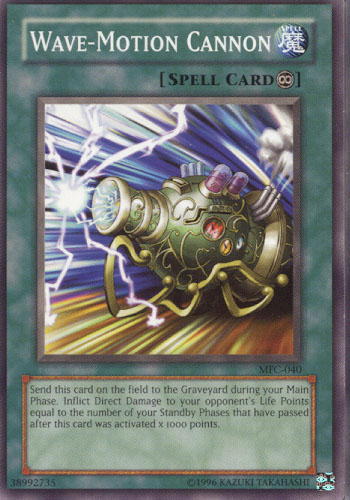 WAVE-MOTION CANNON
SPELL
魔
[SPELL CARD∞]
MFC-040
Send this card on the field to the Graveyard during your Main
Phase. Inflict Direct Damage to your opponent's Life Points
equal to the number of your Standby Phases that have passed
after this card was activated x 1000 points.
38992735
©1996 KAZUKI TAKAHASHI